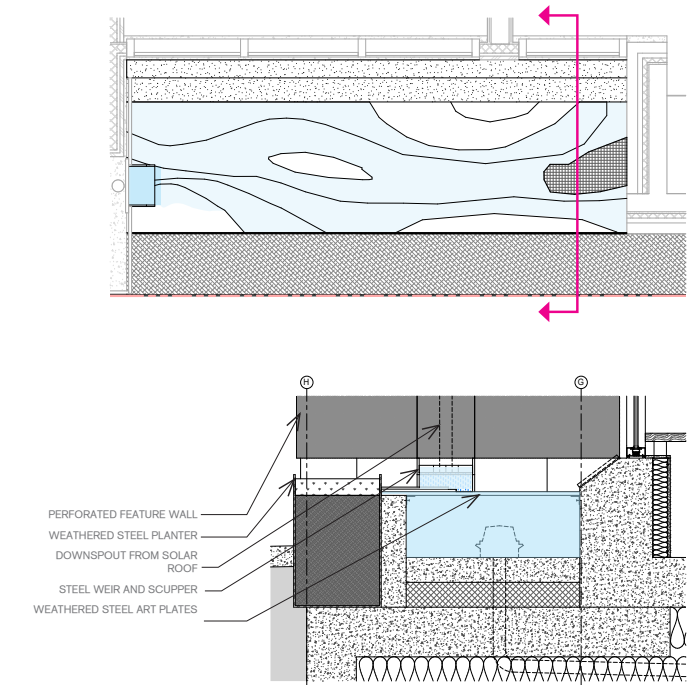 H
G
PERFORATED FEATURE WALL
WEATHERED STEEL PLANTER
DOWNSPOUT FROM SOLAR
ROOF
STEEL WEIR AND SCUPPER
WEATHERED STEEL ART PLATES